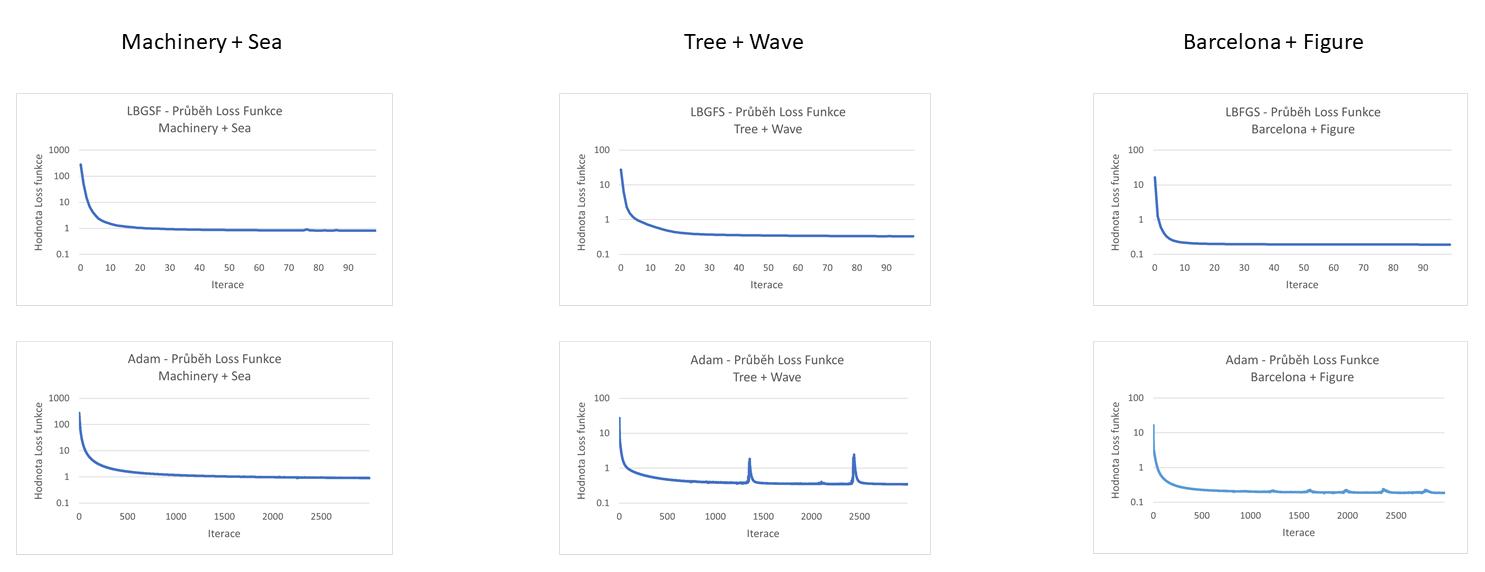 Machinery + Sea
Tree + Wave
Barcelona + Figure
LBGSF - Průběh Loss Funkce
Machinery + Sea
Hodnota Loss funkce
1000
100
10
1
0.1
0 10 20 30 40 50 60 70 80 90
Iterace
LBGFS - Průběh Loss Funkce
Tree + Wave
Hodnota Loss funkce
100
10
1
0.1
0 10 20 30 40 50 60 70 80 90
Iterace
LBFGS - Průběh Loss Funkce
Barcelona + Figure
Hodnota Loss funkce
100
10
1
0.1
0 10 20 30 40 50 60 70 80 90
Iterace
Adam - Průběh Loss Funkce
Machinery + Sea
Hodnota Loss funkce
1000
100
10
1
0.1
0 500 1000 1500 2000 2500
Iterace
Adam - Průběh Loss Funkce
Tree + Wave
Hodnota Loss funkce
100
10
1
0.1
0 500 1000 1500 2000 2500
Iterace
Adam - Průběh Loss Funkce
Barcelona + Figure
Hodnota Loss funkce
100
10
1
0.1
0 500 1000 1500 2000 2500
Iterace